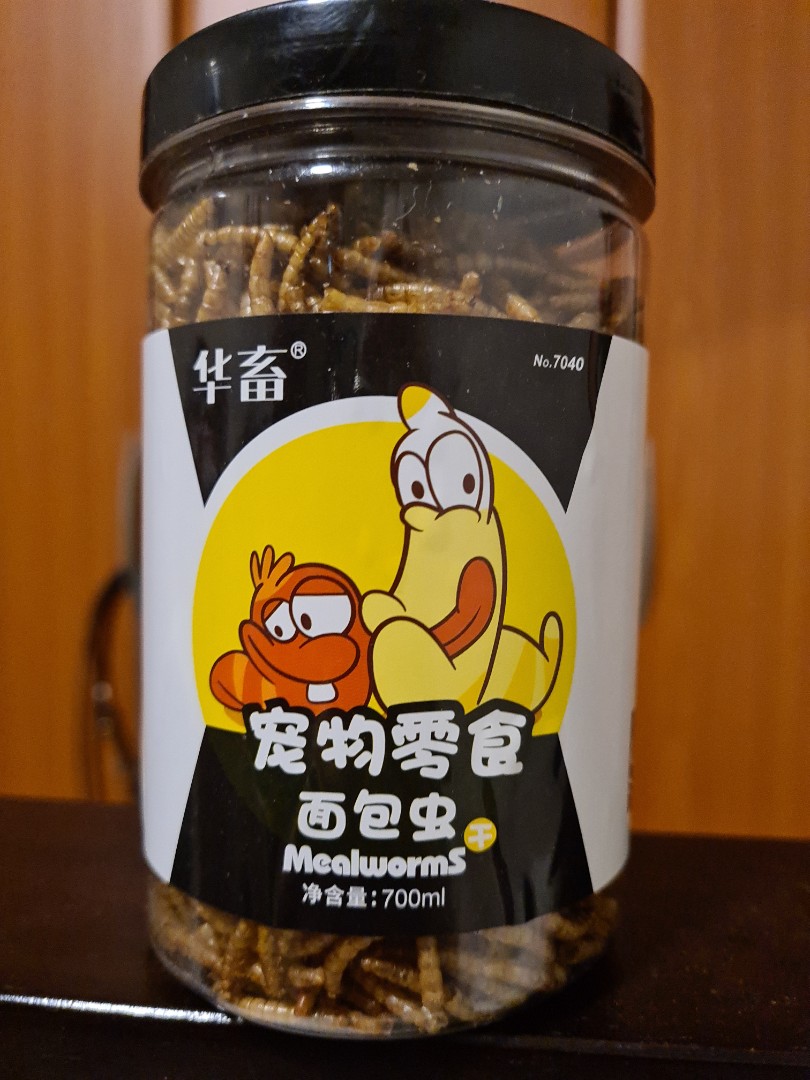 华畜®
No.7040
宠物零食
面包虫 干
Mealworms
净含量:700ml